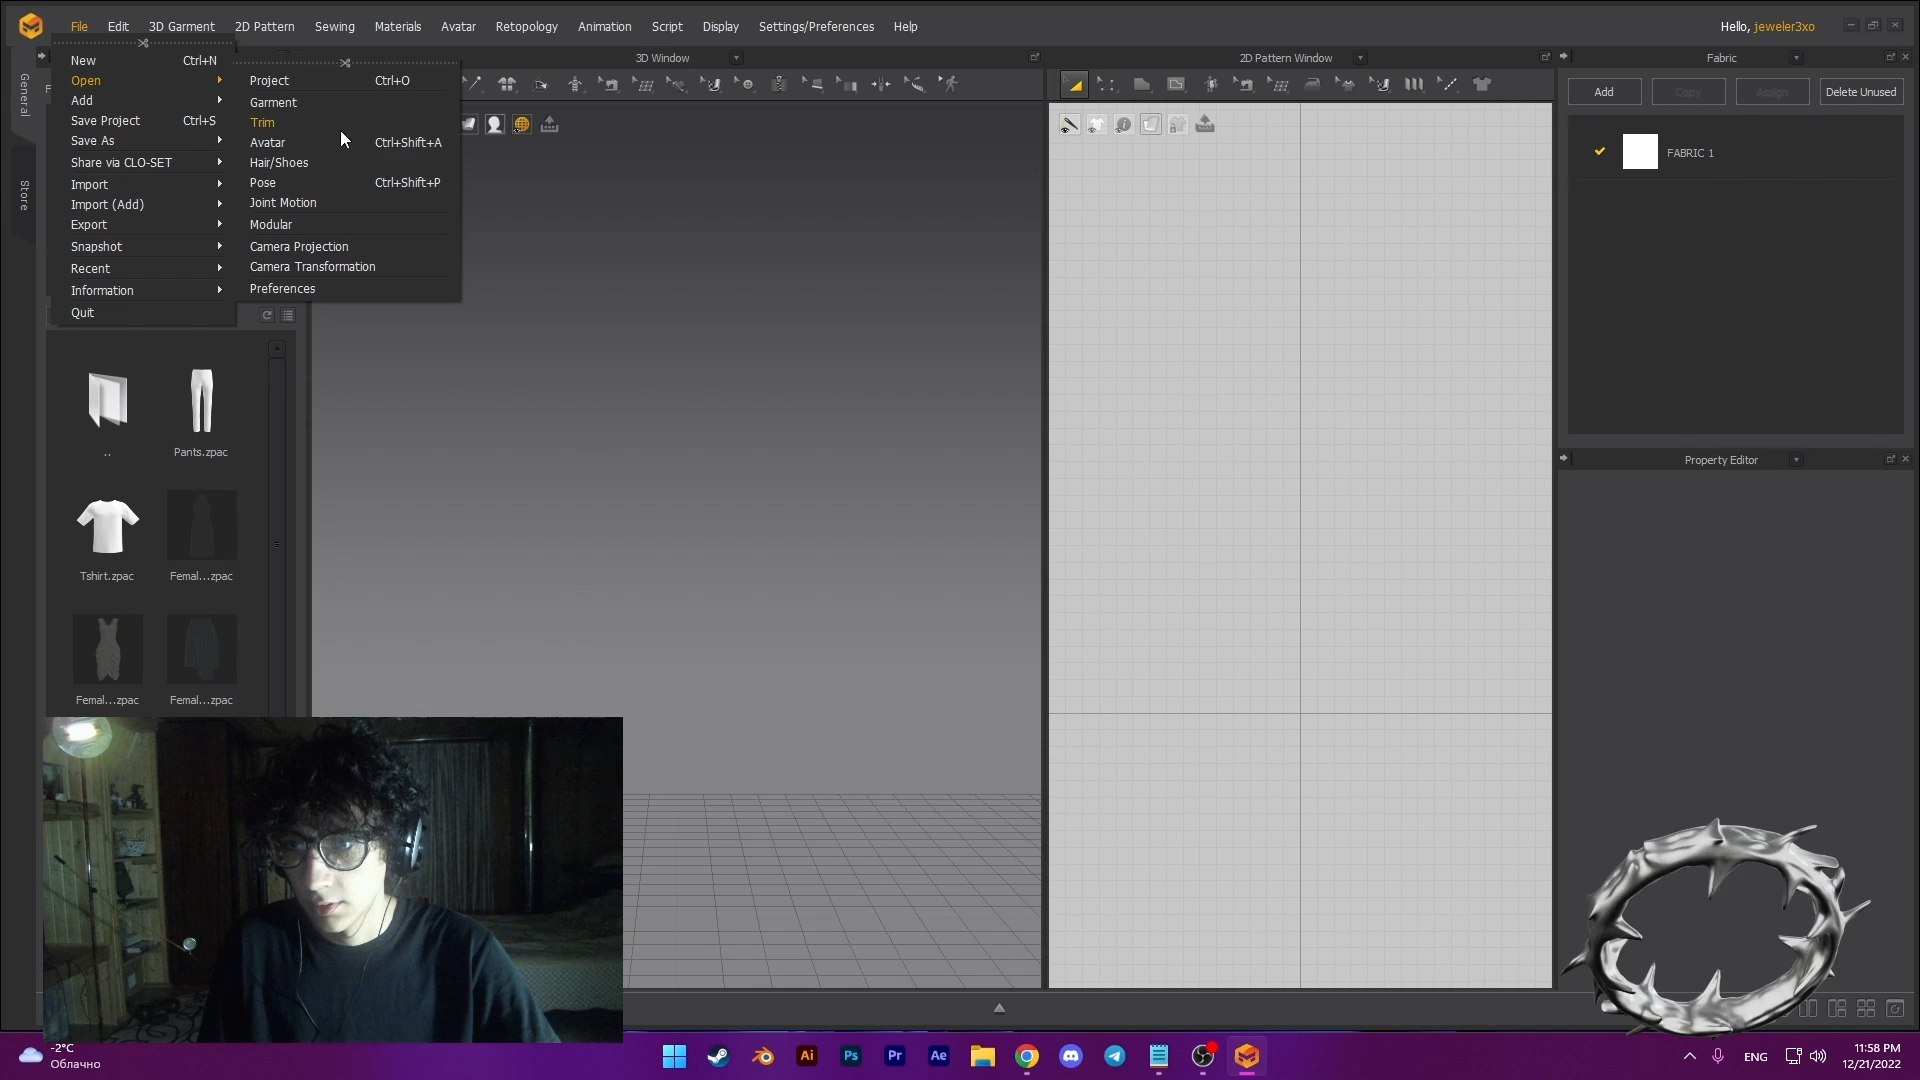 File Edit 3D Garment 2D Pattern Sewing Materials Avatar Retopology Animation Script Display Settings/Preferences Help
Hello, jeweler3xo
3D Window
2D Pattern Window
Fabric
General
Store
New Ctrl+N
Open
Add
Save Project Ctrl+S
Save As
Share via CLO-SET
Import
Import (Add)
Export
Snapshot
Recent
Information
Quit
Project Ctrl+O
Garment
Trim
Avatar Ctrl+Shift+A
Hair/Shoes
Pose Ctrl+Shift+P
Joint Motion
Modular
Camera Projection
Camera Transformation
Preferences
Add Copy Assign Delete Unused
FABRIC 1
Property Editor
..
Pants.zpac
Tshirt.zpac
Femal...zpac
Femal...zpac
Femal...zpac
-2°C
Облачно
Ai Ps Pr Ae
ENG
11:58 PM
12/21/2022